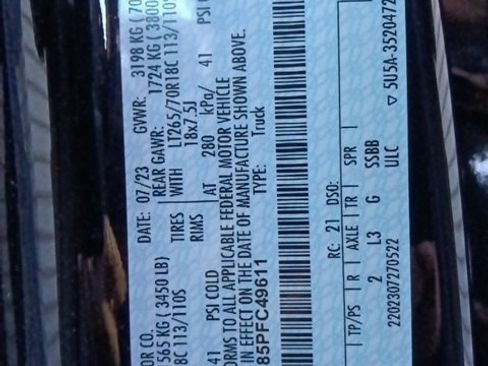 DATE: 07/23 GVWR: 3198 KG (70
OR CO. REAR GAWR: 1724 KG (3800
565 KG (3450 LB) WITH LT265/70R18C 113/110S
8C 113/110S TIRES
RIMS 18x7.5J
41 PSI COLD AT 280 kPa/ 41 PSI
ORMS TO ALL APPLICABLE FEDERAL MOTOR VEHICLE
IN EFFECT ON THE DATE OF MANUFACTURE SHOWN ABOVE.
85PFC49611 TYPE: Truck
RC: 21 DSO:
TP/PS R AXLE TR SPR
2 L3 G SSBB
2202307270522 ULC ▽ 5U5A-3520472